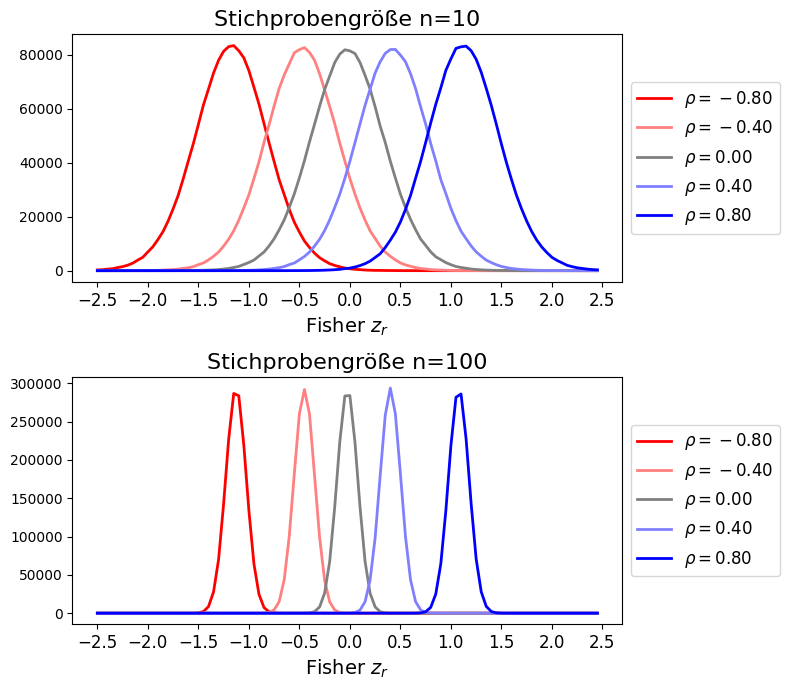 Stichprobengröße n=10
80000
60000
40000
20000
0
−2.5 −2.0 −1.5 −1.0 −0.5 0.0 0.5 1.0 1.5 2.0 2.5
Fisher z_r
ρ = −0.80
ρ = −0.40
ρ = 0.00
ρ = 0.40
ρ = 0.80
Stichprobengröße n=100
300000
250000
200000
150000
100000
50000
0
−2.5 −2.0 −1.5 −1.0 −0.5 0.0 0.5 1.0 1.5 2.0 2.5
Fisher z_r
ρ = −0.80
ρ = −0.40
ρ = 0.00
ρ = 0.40
ρ = 0.80